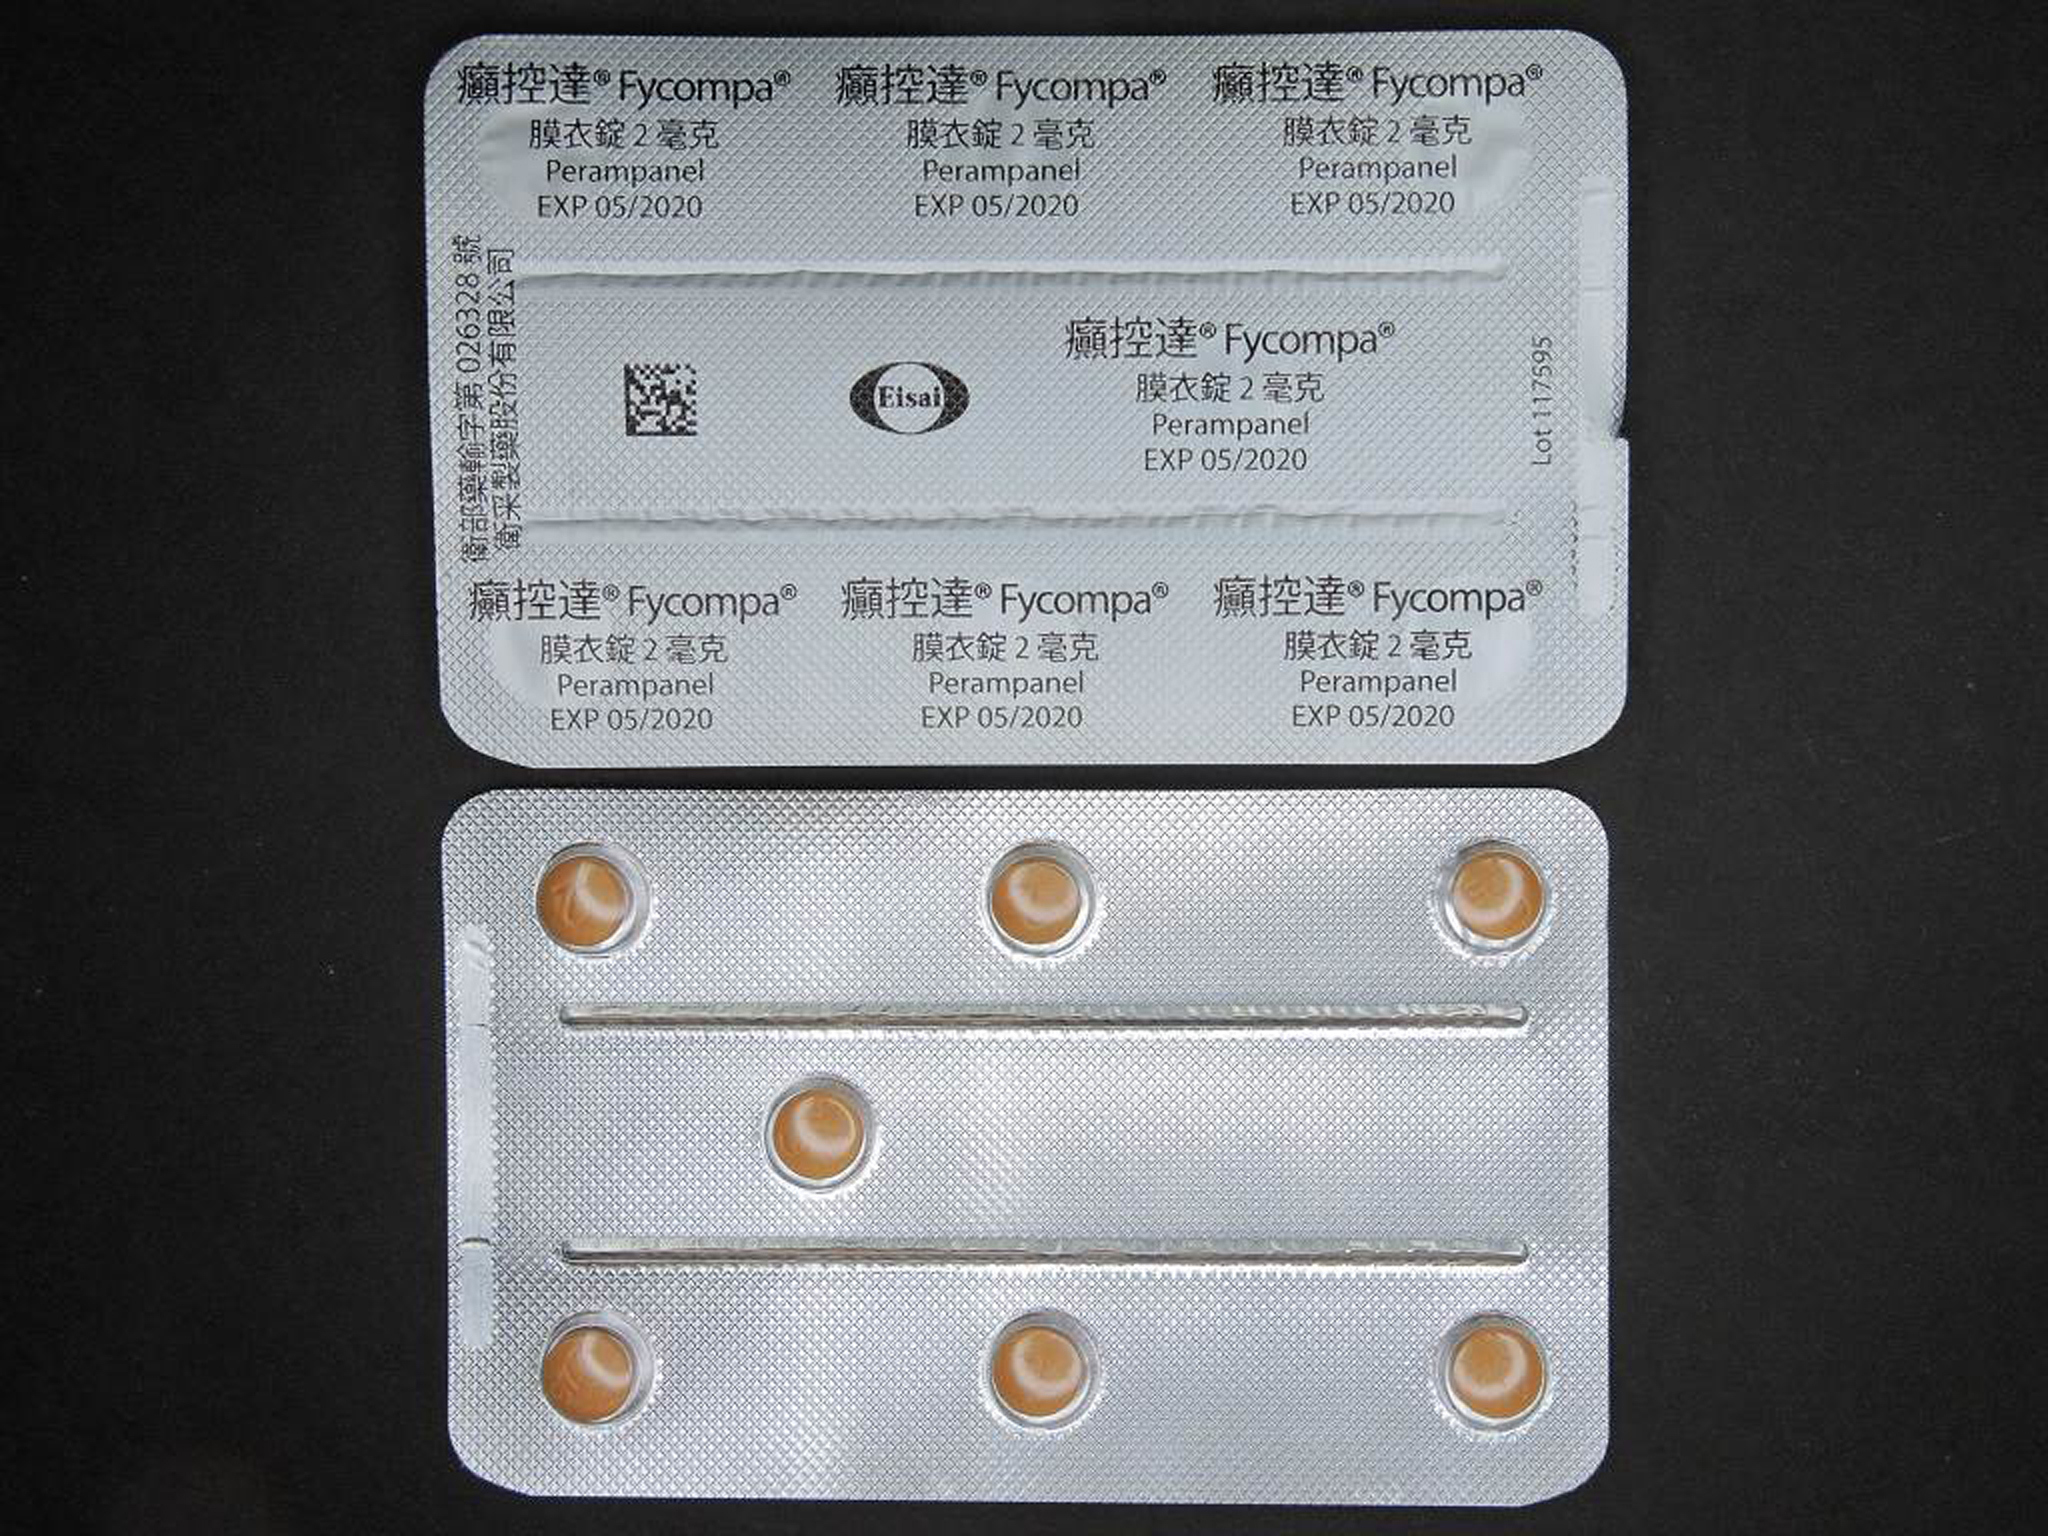 癲控達® Fycompa® 癲控達® Fycompa® 癲控達® Fycompa®
膜衣錠 2 毫克 膜衣錠 2 毫克 膜衣錠 2 毫克
Perampanel Perampanel Perampanel
EXP 05/2020 EXP 05/2020 EXP 05/2020
衛部藥輸字第 026328 號
衛采製藥股份有限公司
Eisai
癲控達® Fycompa®
膜衣錠 2 毫克
Perampanel
EXP 05/2020
Lot 117595
癲控達® Fycompa® 癲控達® Fycompa® 癲控達® Fycompa®
膜衣錠 2 毫克 膜衣錠 2 毫克 膜衣錠 2 毫克
Perampanel Perampanel Perampanel
EXP 05/2020 EXP 05/2020 EXP 05/2020